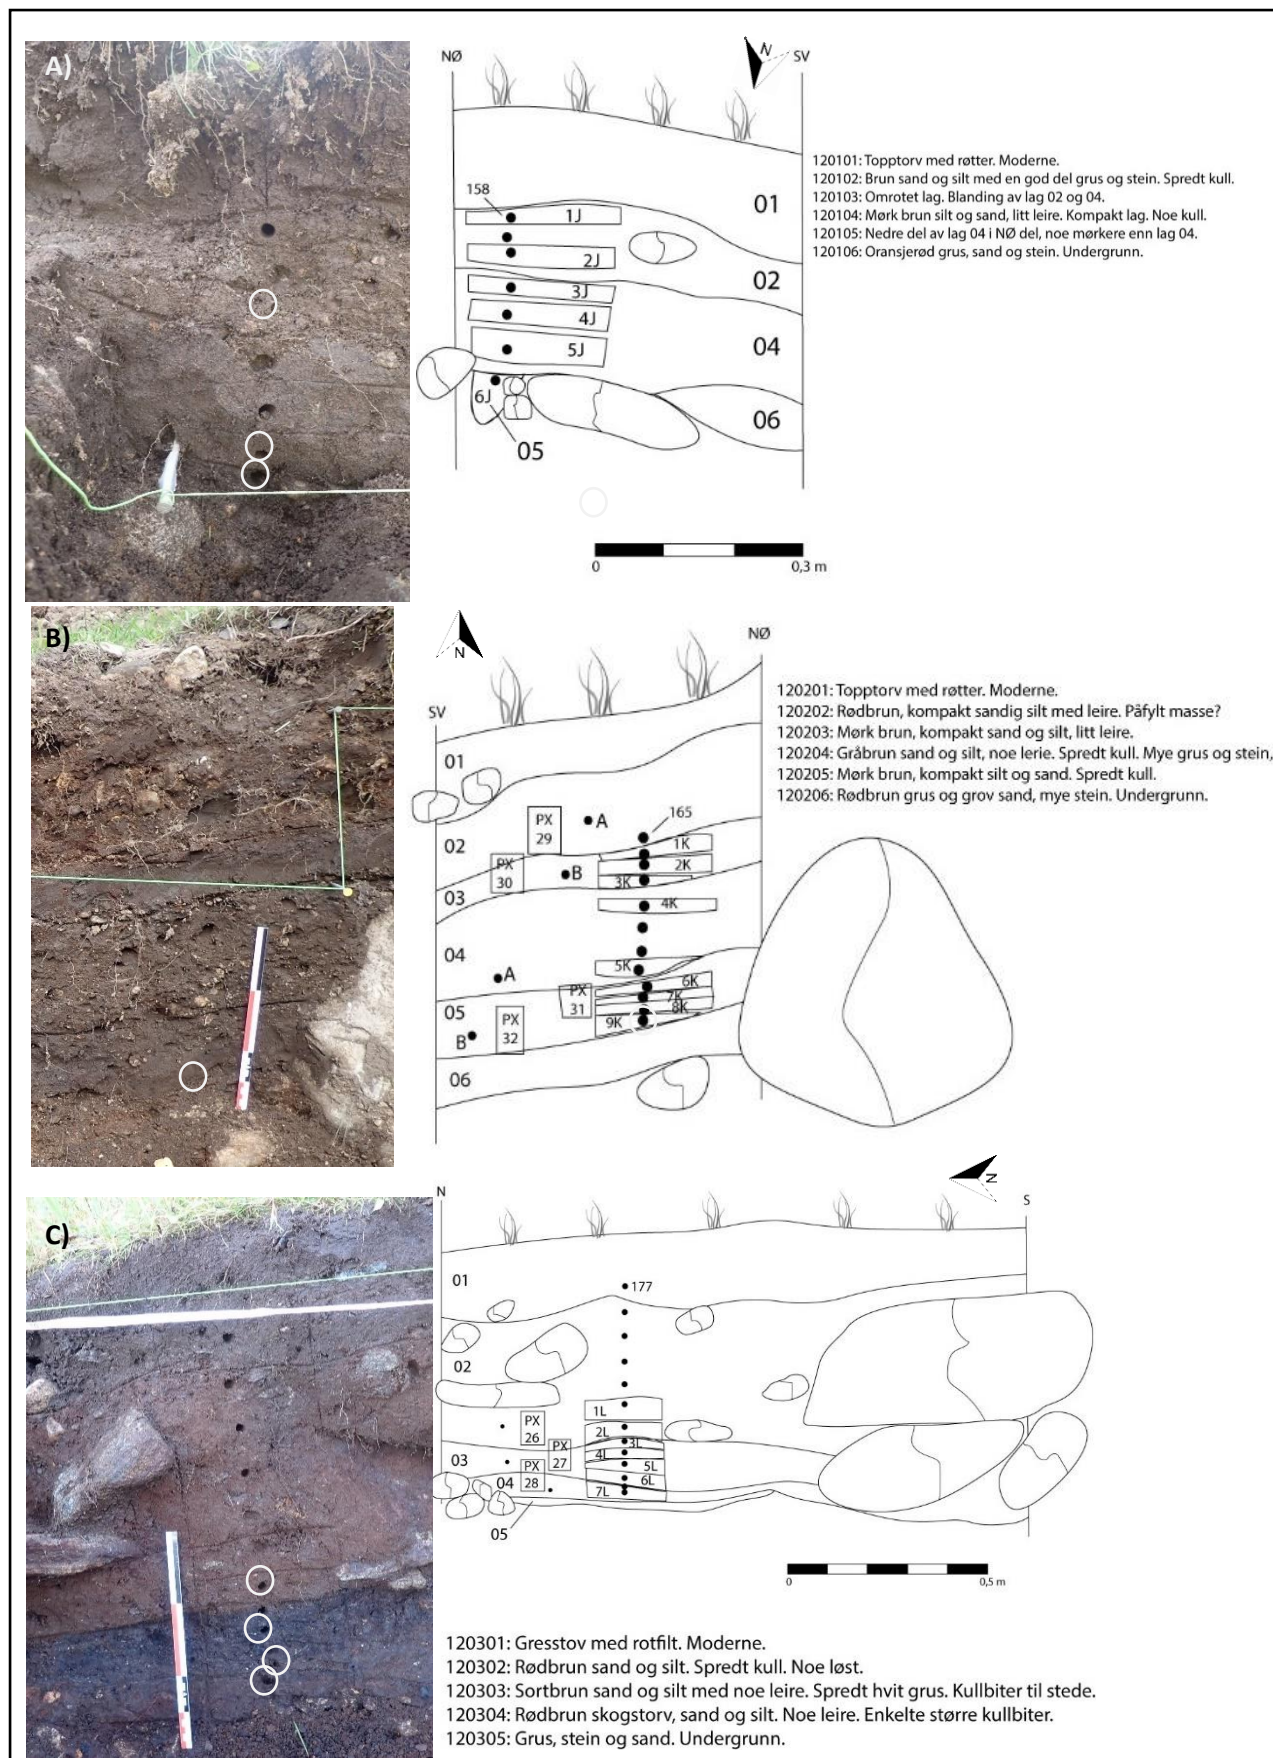 A)
NØ
N
SV
158
1J
2J
3J
4J
5J
6J
01
02
04
06
05
120101: Topptorv med røtter. Moderne.
120102: Brun sand og silt med en god del grus og stein. Spredt kull.
120103: Omrotet lag. Blanding av lag 02 og 04.
120104: Mørk brun silt og sand, litt leire. Kompakt lag. Noe kull.
120105: Nedre del av lag 04 i NØ del, noe mørkere enn lag 04.
120106: Oransjerød grus, sand og stein. Undergrunn.
0 0,3 m
B)
N
NØ
SV
01
02
03
04
05
06
PX
29
A
165
1K
PX
30
B
2K
3K
4K
A
5K
6K
PX
31
7K
8K
PX
32
B
9K
120201: Topptorv med røtter. Moderne.
120202: Rødbrun, kompakt sandig silt med leire. Påfylt masse?
120203: Mørk brun, kompakt sand og silt, litt leire.
120204: Gråbrun sand og silt, noe lerie. Spredt kull. Mye grus og stein,
120205: Mørk brun, kompakt silt og sand. Spredt kull.
120206: Rødbrun grus og grov sand, mye stein. Undergrunn.
C)
N
N
S
01
177
02
1L
PX
26
2L
3L
PX
27
4L
03
PX
28
5L
04
6L
7L
05
0 0,5 m
120301: Gresstov med rotfilt. Moderne.
120302: Rødbrun sand og silt. Spredt kull. Noe løst.
120303: Sortbrun sand og silt med noe leire. Spredt hvit grus. Kullbiter til stede.
120304: Rødbrun skogstorv, sand og silt. Noe leire. Enkelte større kullbiter.
120305: Grus, stein og sand. Undergrunn.